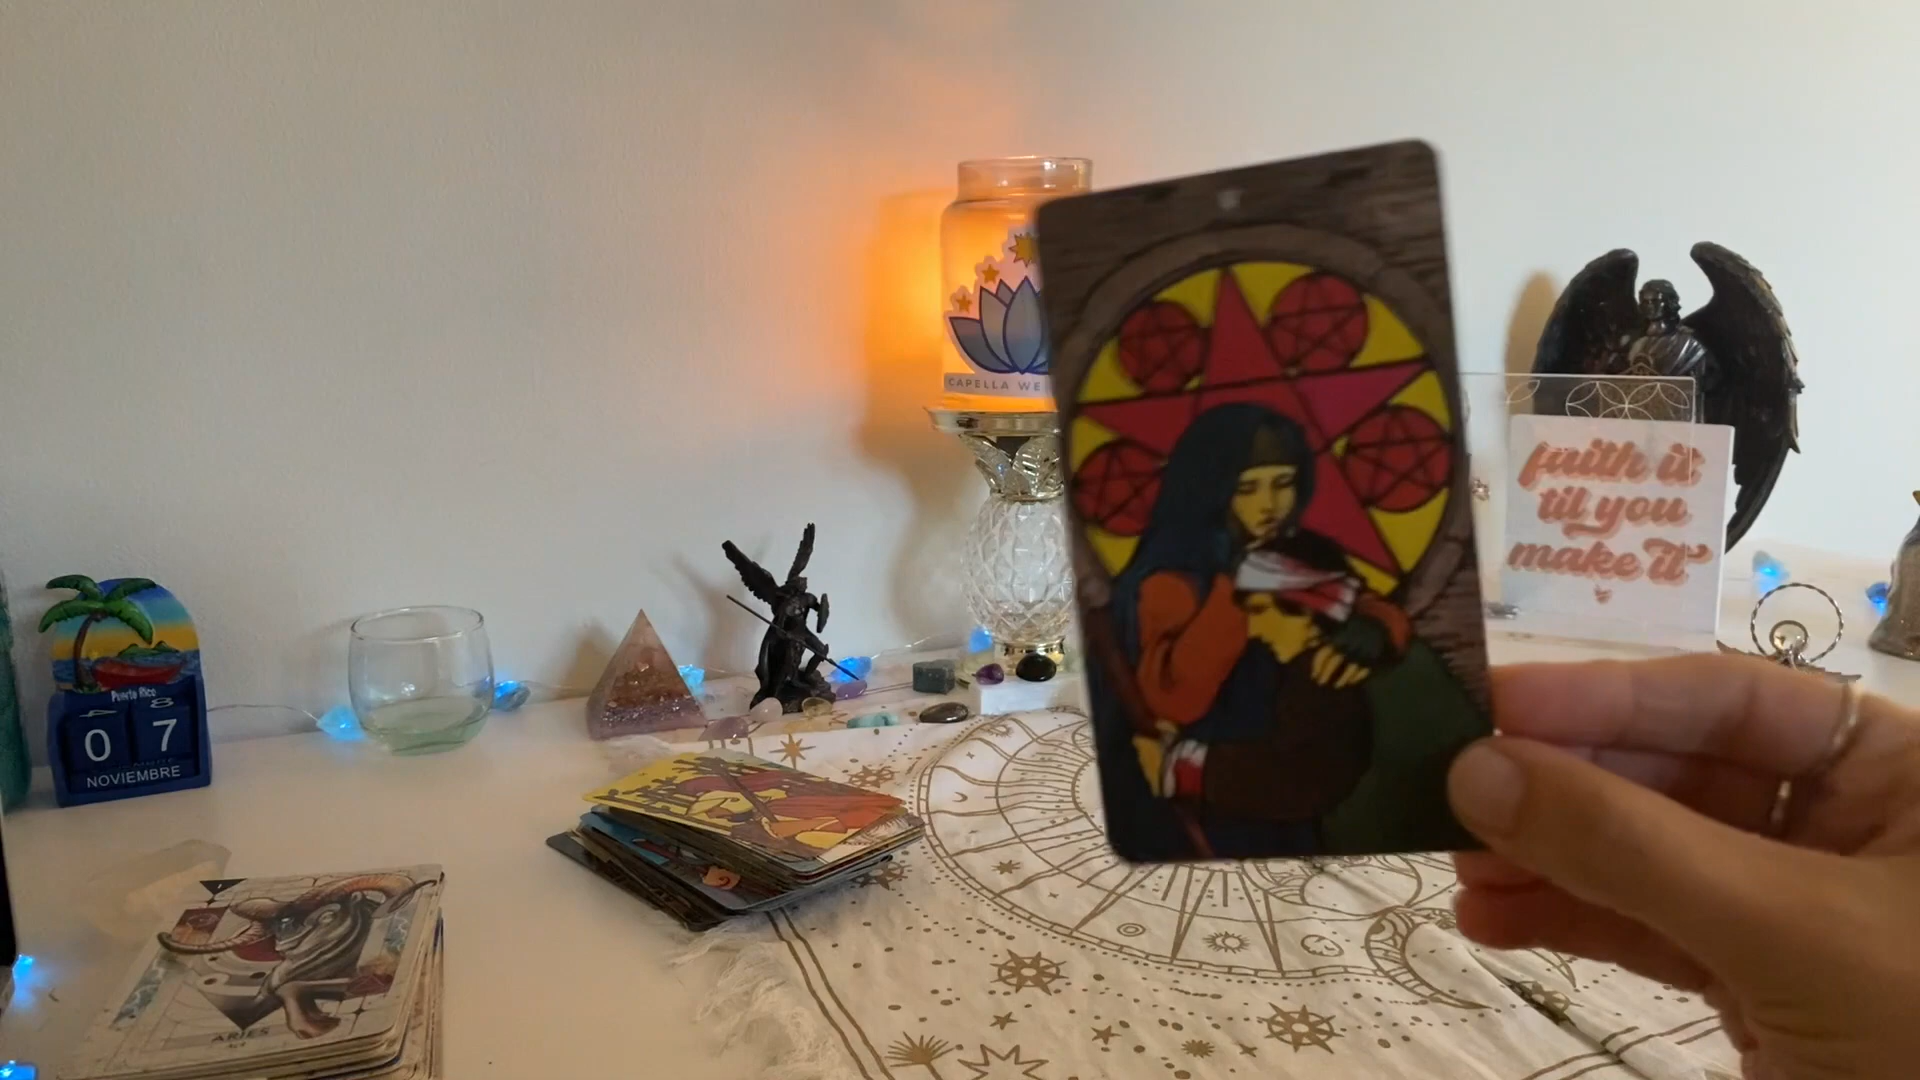 CAPELLA WE
faith it
til you
make it
Puerto Rico
0 7
NOVIEMBRE
ARIES